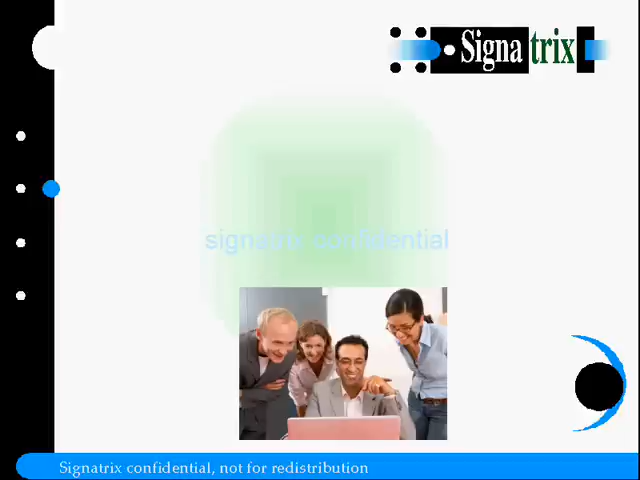 Signatrix
signatrix confidential
Signatrix confidential, not for redistribution